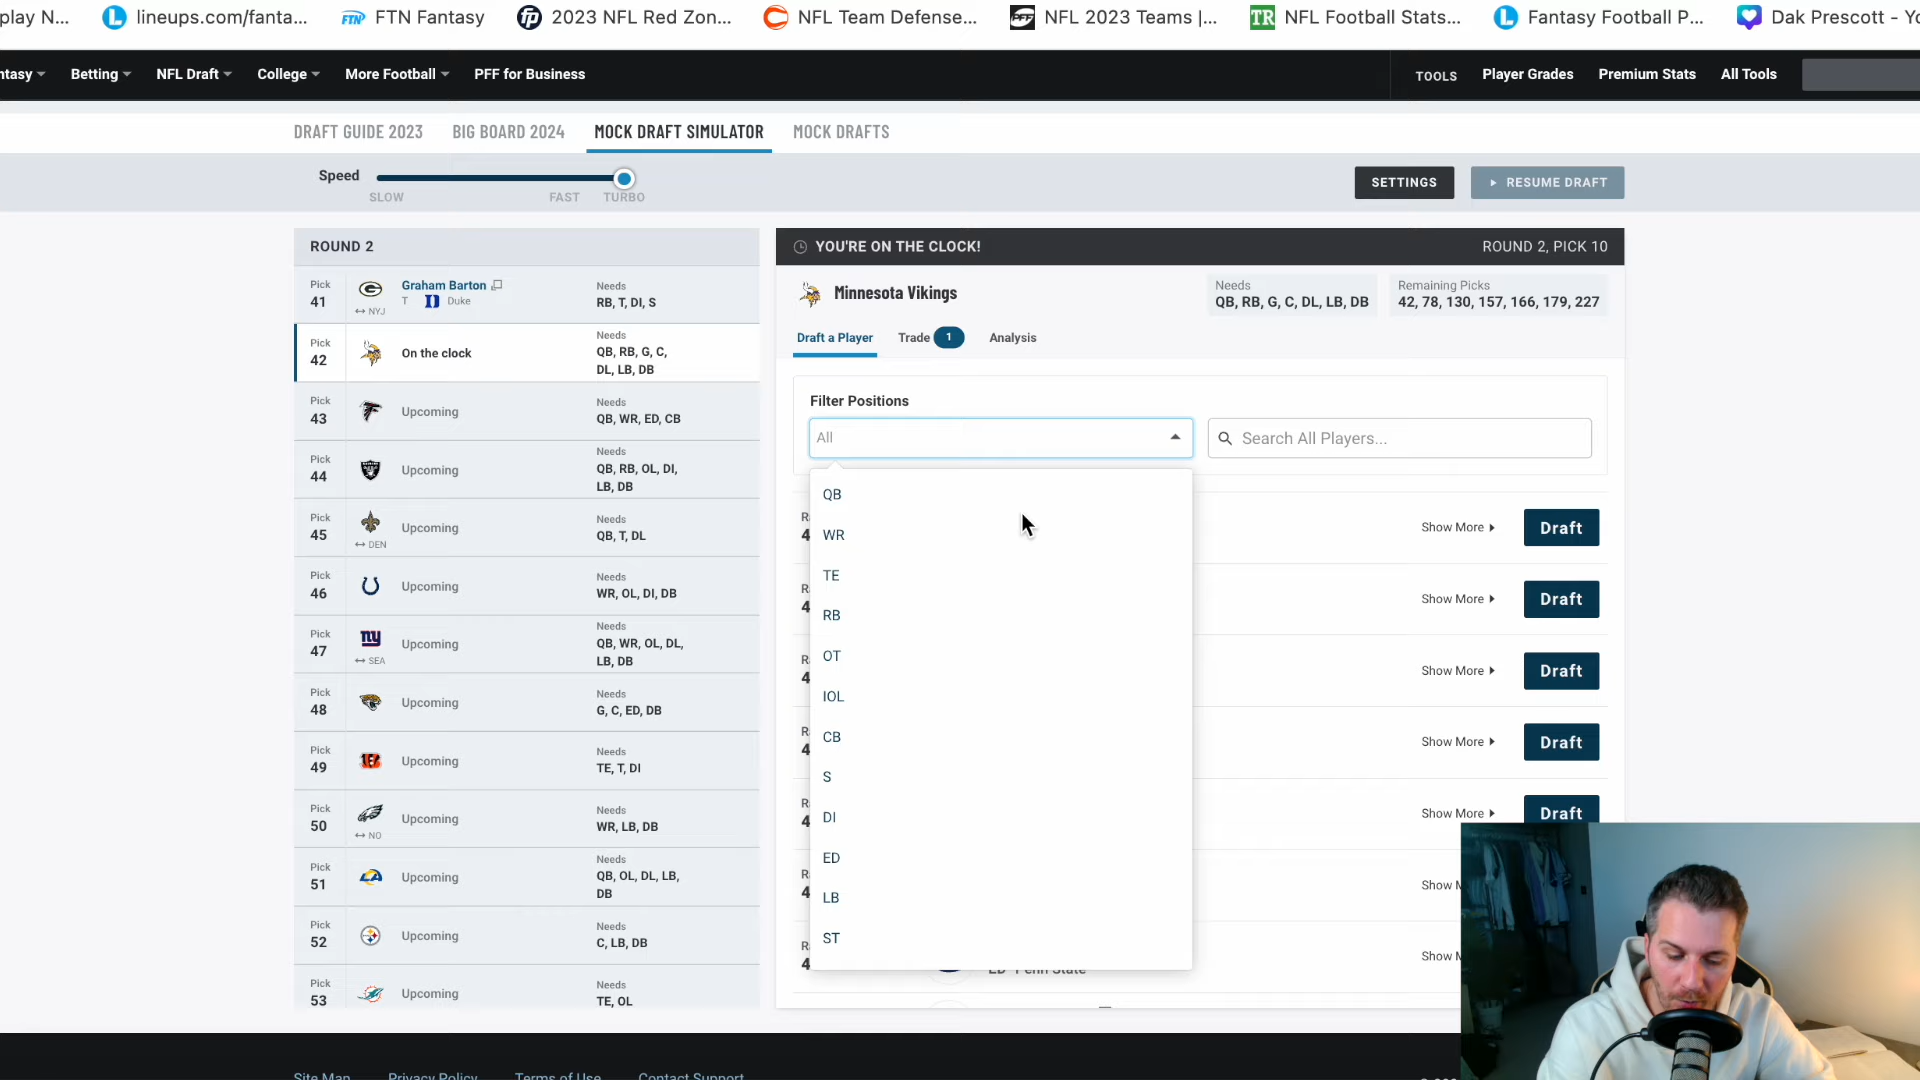 play N...
lineups.com/fanta...
FTN Fantasy
2023 NFL Red Zon...
NFL Team Defense...
NFL 2023 Teams |...
NFL Football Stats...
Fantasy Football P...
Dak Prescott - Yo
ntasy
Betting
NFL Draft
College
More Football
PFF for Business
TOOLS
Player Grades
Premium Stats
All Tools
DRAFT GUIDE 2023
BIG BOARD 2024
MOCK DRAFT SIMULATOR
MOCK DRAFTS
Speed
SLOW
FAST
TURBO
SETTINGS
RESUME DRAFT
ROUND 2
Pick
41
↔ NYJ
Graham Barton
T Duke
Needs
RB, T, DI, S
Pick
42
On the clock
Needs
QB, RB, G, C,
DL, LB, DB
Pick
43
Upcoming
Needs
QB, WR, ED, CB
Pick
44
Upcoming
Needs
QB, RB, OL, DI,
LB, DB
Pick
45
↔ DEN
Upcoming
Needs
QB, T, DL
Pick
46
Upcoming
Needs
WR, OL, DI, DB
Pick
47
ny
↔ SEA
Upcoming
Needs
QB, WR, OL, DL,
LB, DB
Pick
48
Upcoming
Needs
G, C, ED, DB
Pick
49
Upcoming
Needs
TE, T, DI
Pick
50
↔ NO
Upcoming
Needs
WR, LB, DB
Pick
51
Upcoming
Needs
QB, OL, DL, LB,
DB
Pick
52
Upcoming
Needs
C, LB, DB
Pick
53
Upcoming
Needs
TE, OL
YOU'RE ON THE CLOCK!
ROUND 2, PICK 10
Minnesota Vikings
Needs
QB, RB, G, C, DL, LB, DB
Remaining Picks
42, 78, 130, 157, 166, 179, 227
Draft a Player
Trade 1
Analysis
Filter Positions
All
Search All Players...
QB
WR
TE
RB
OT
IOL
CB
S
DI
ED
LB
ST
Show More
Draft
Show More
Draft
Show More
Draft
Show More
Draft
Show More
Draft
Show M
Show M
ED Penn State
Site Map
Privacy Policy
Terms of Use
Contact Support